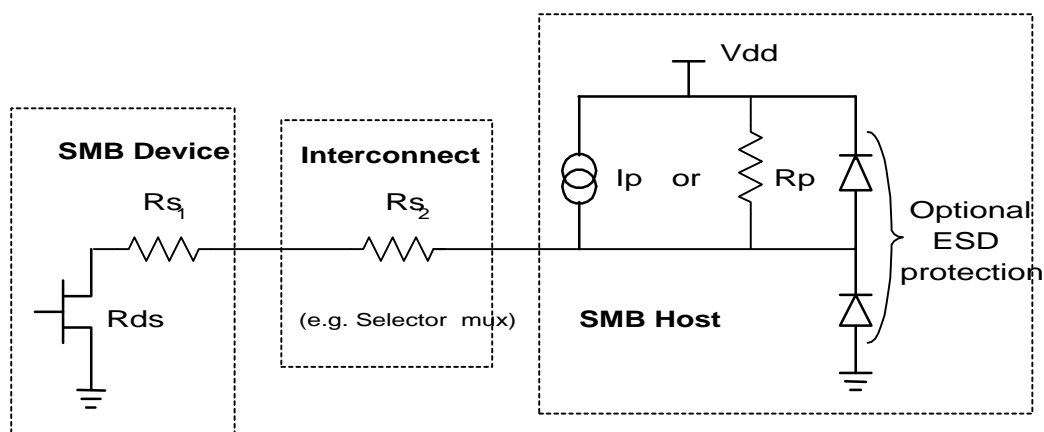 Vdd
SMB Device
Interconnect
Rs1
Rs2
Ip or Rp
Optional
ESD
protection
Rds
(e.g. Selector mux)
SMB Host